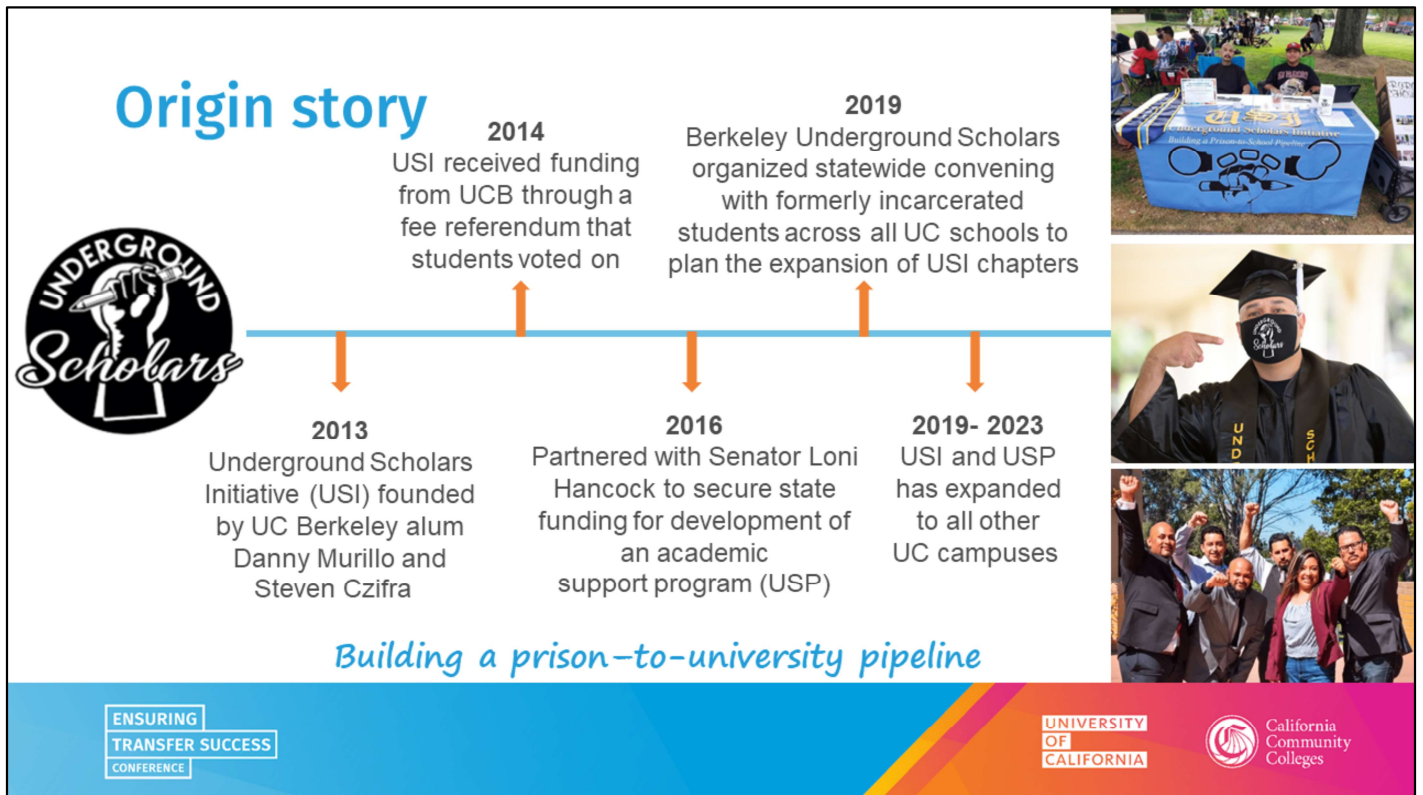 Origin story
2014
USI received funding
from UCB through a
fee referendum that
students voted on
2019
Berkeley Underground Scholars
organized statewide convening
with formerly incarcerated
students across all UC schools to
plan the expansion of USI chapters
UNDERGROUND
Scholars
2013
Underground Scholars
Initiative (USI) founded
by UC Berkeley alum
Danny Murillo and
Steven Czifra
2016
Partnered with Senator Loni
Hancock to secure state
funding for development of
an academic
support program (USP)
2019- 2023
USI and USP
has expanded
to all other
UC campuses
Building a prison–to-university pipeline
USI
Underground Scholars Initiative
Building a Prison-to-School Pipeline
UNDERGROUND
Scholars
UND
SCH
ENSURING
TRANSFER SUCCESS
CONFERENCE
UNIVERSITY
OF
CALIFORNIA
California
Community
Colleges